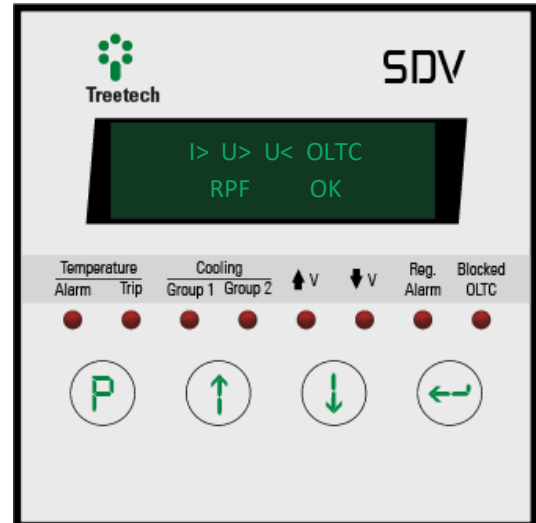 SDV
Treetech
I> U> U< OLTC
RPF OK
Temperature Cooling Reg. Blocked
Alarm Trip Group 1 Group 2 ⬆V ⬇V Alarm OLTC
P ↑ ↓ ↵